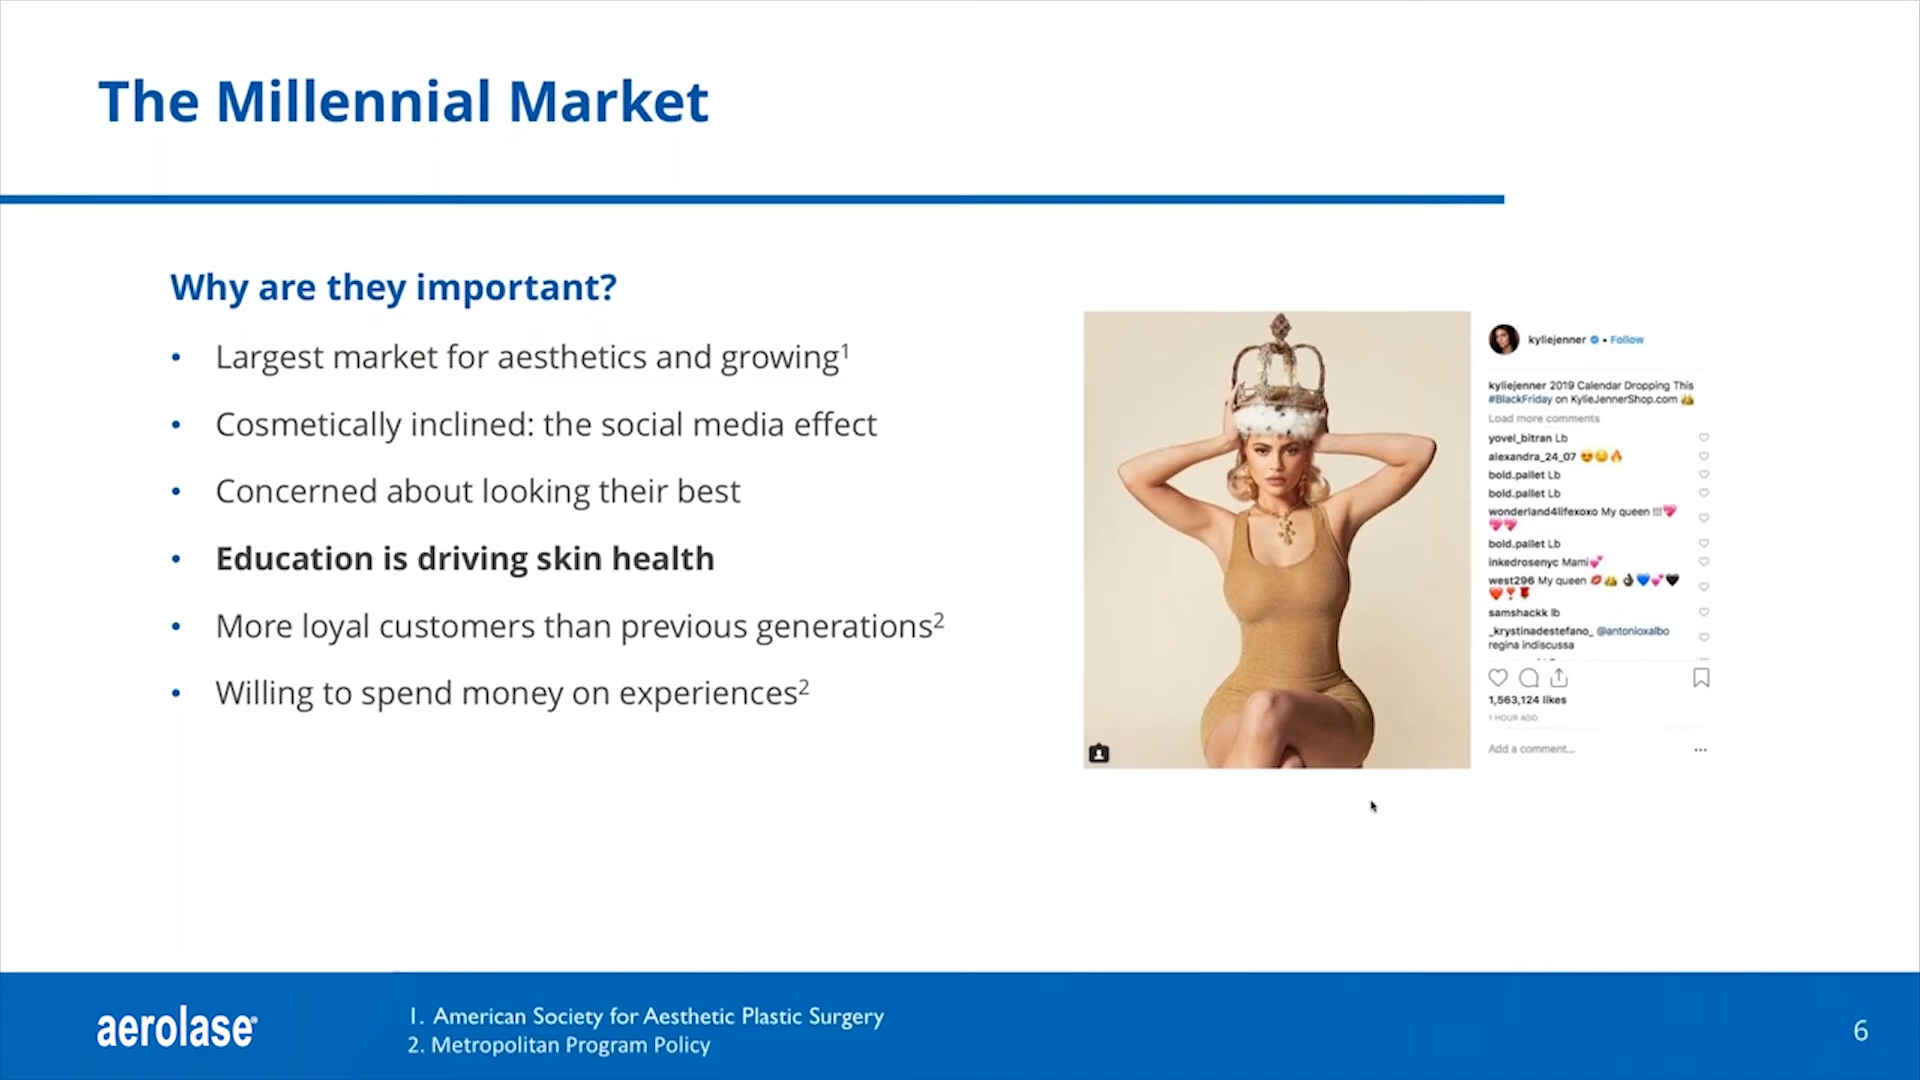 The Millennial Market
Why are they important?
• Largest market for aesthetics and growing1
• Cosmetically inclined: the social media effect
• Concerned about looking their best
• Education is driving skin health
• More loyal customers than previous generations2
• Willing to spend money on experiences2
kyliejenner • Follow
kyliejenner 2019 Calendar Dropping This
#BlackFriday on KylieJennerShop.com 👑
Load more comments
yovel_bitran Lb
alexandra_24_07 😍😋🔥
bold.pallet Lb
bold.pallet Lb
wonderland4lifexoxo My queen !!!💖
💖💖
bold.pallet Lb
inkedrosenyc Mami💕
west296 My queen 💋👑👌💙💕🖤
❤️❣️🌹
samshackk lb
_krystinadestefano_ @antonioxalbo
regina indiscussa
1,563,124 likes
1 HOUR AGO
Add a comment...
aerolase®
1. American Society for Aesthetic Plastic Surgery
2. Metropolitan Program Policy
6